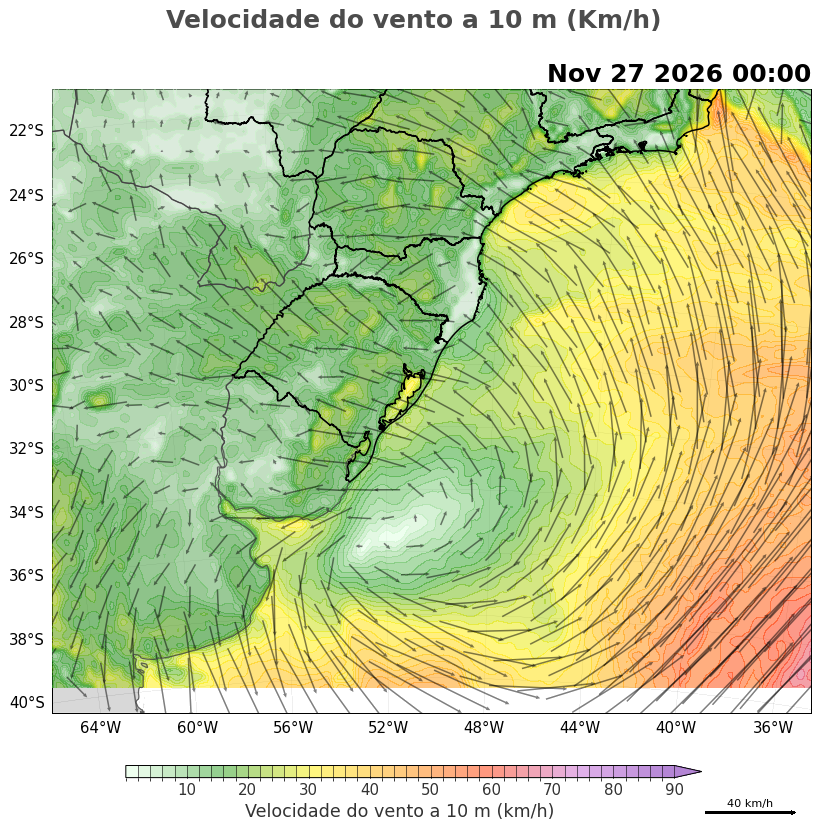 Velocidade do vento a 10 m (Km/h)
Nov 27 2026 00:00
22°S
24°S
26°S
28°S
30°S
32°S
34°S
36°S
38°S
40°S
64°W 60°W 56°W 52°W 48°W 44°W 40°W 36°W
10 20 30 40 50 60 70 80 90
Velocidade do vento a 10 m (km/h)
40 km/h